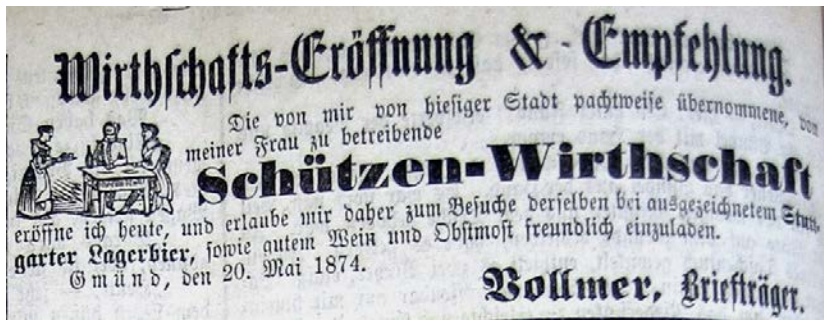 Wirthschafts-Eröffnung & Empfehlung.
Die von mir von hiesiger Stadt pachtweise übernommene, von
meiner Frau zu betreibende
Schützen-Wirthschaft
eröffne ich heute, und erlaube mir daher zum Besuche derselben bei ausgezeichnetem Stutt-
garter Lagerbier, sowie gutem Wein und Obstmost freundlich einzuladen.
Gmünd, den 20. Mai 1874.
Vollmer, Briefträger.